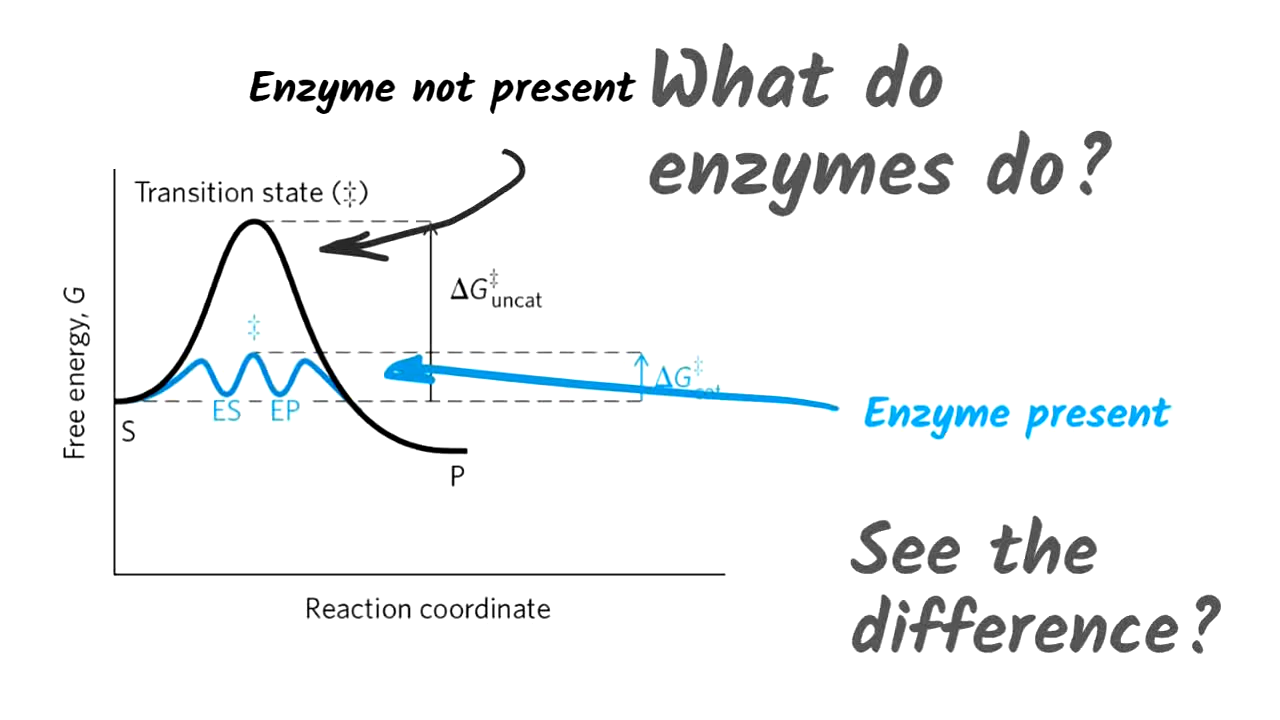 Enzyme not present
What do
enzymes do?
Transition state (‡)
ΔG‡uncat
Free energy, G
‡
ΔG‡cat
ES
EP
S
P
Enzyme present
Reaction coordinate
See the
difference?